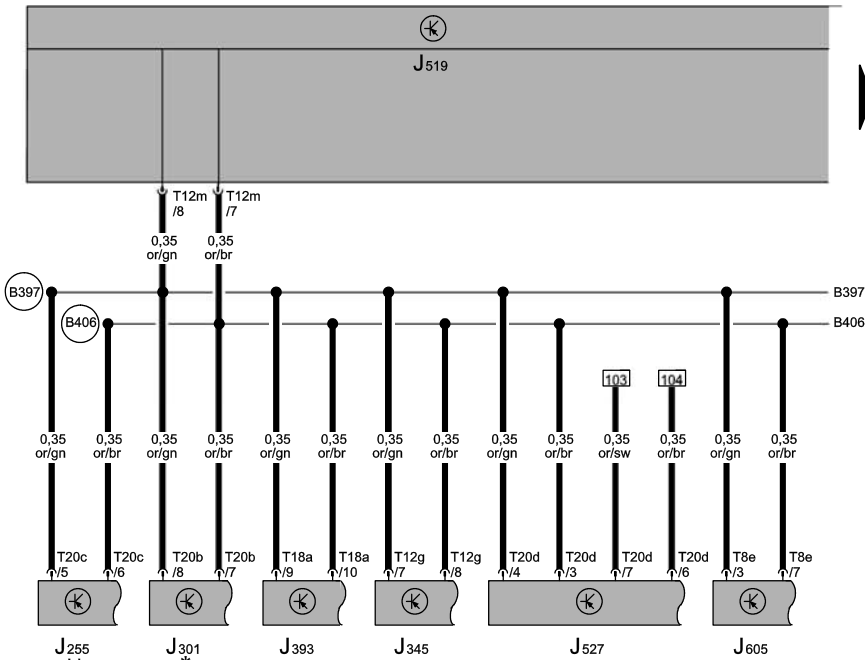 J519
T12m T12m
/8 /7
0,35 0,35
or/gn or/br
B397 B397
B406 B406
103 104
0,35 0,35 0,35 0,35 0,35 0,35 0,35 0,35 0,35 0,35 0,35 0,35 0,35 0,35
or/gn or/br or/gn or/br or/gn or/br or/gn or/br or/gn or/br or/sw or/br or/gn or/br
T20c T20c T20b T20b T18a T18a T12g T12g T20d T20d T20d T20d T8e T8e
/5 /6 /8 /7 /9 /10 /7 /8 /4 /3 /7 /6 /3 /7
J255 J301 J393 J345 J527 J605
*